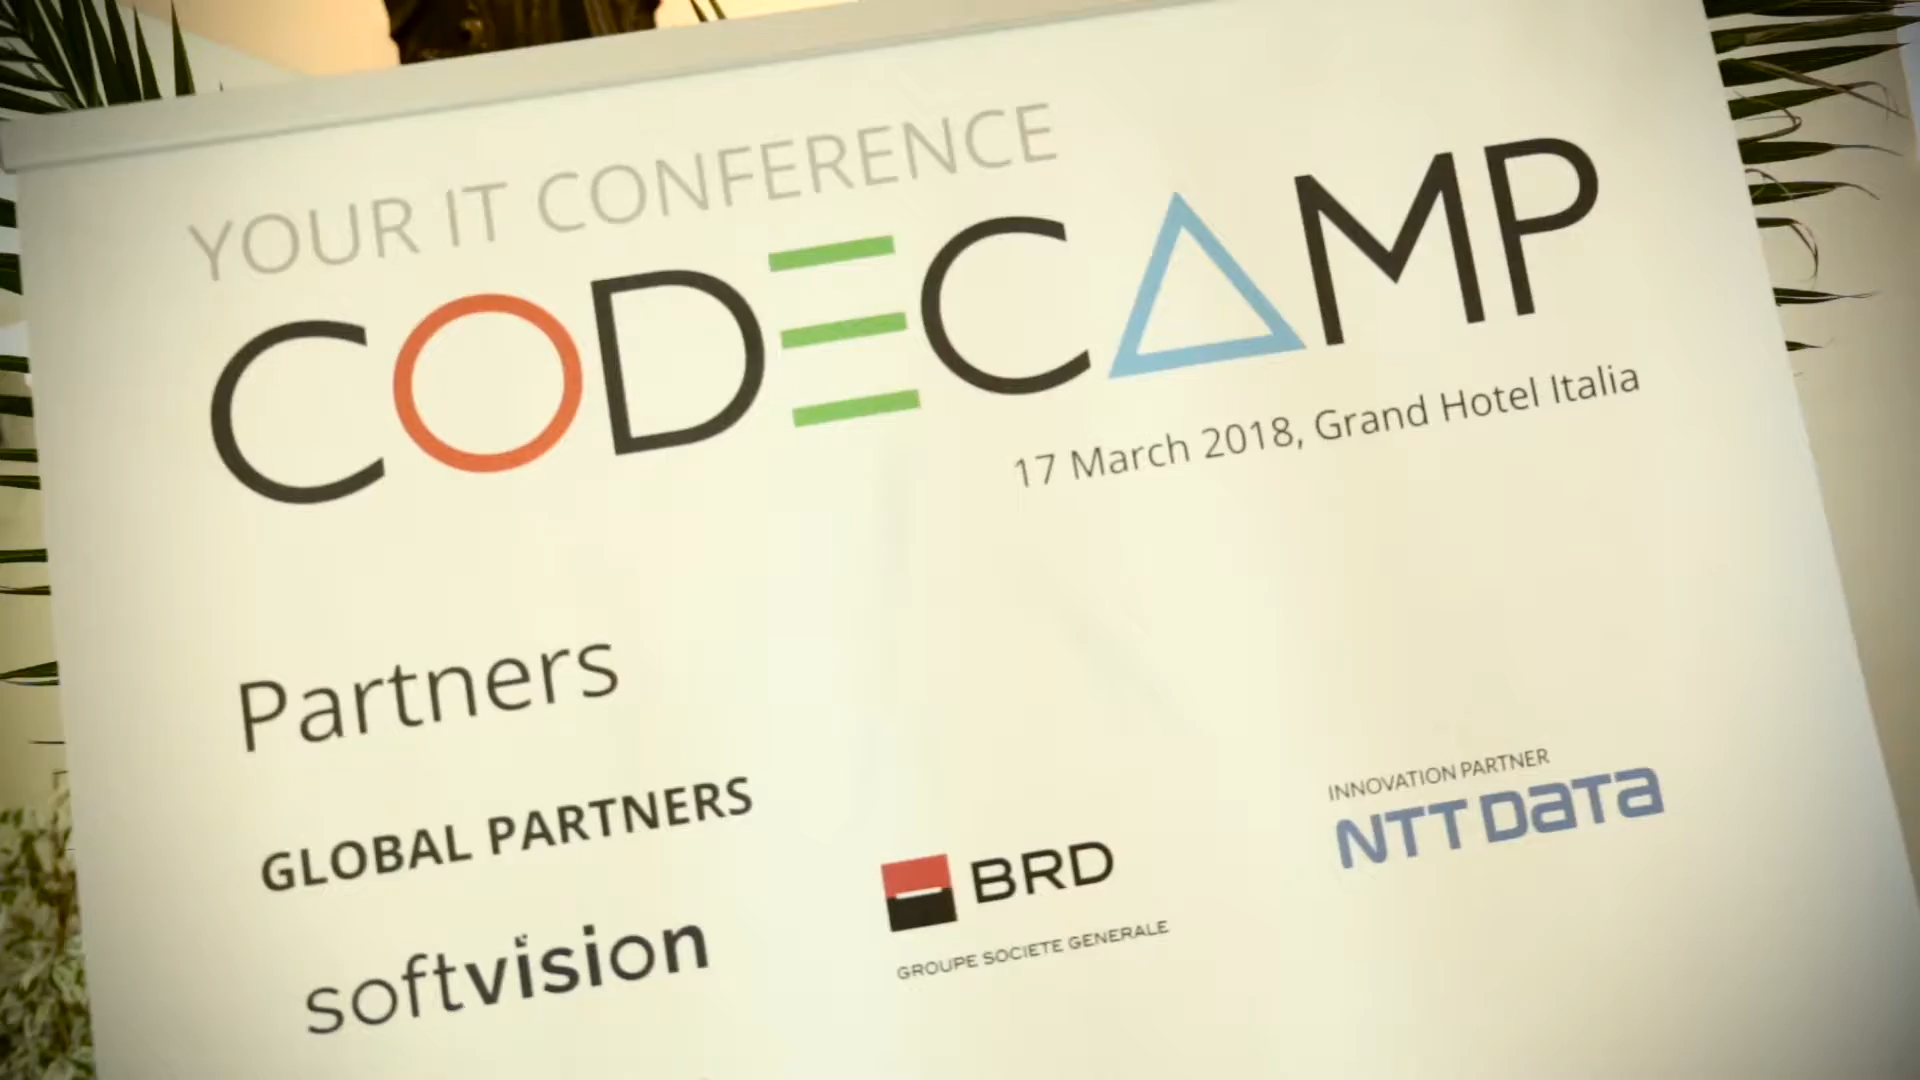 YOUR IT CONFERENCE
CODECAMP
17 March 2018, Grand Hotel Italia
Partners
GLOBAL PARTNERS
softvision
BRD
GROUPE SOCIETE GENERALE
INNOVATION PARTNER
NTT DATA